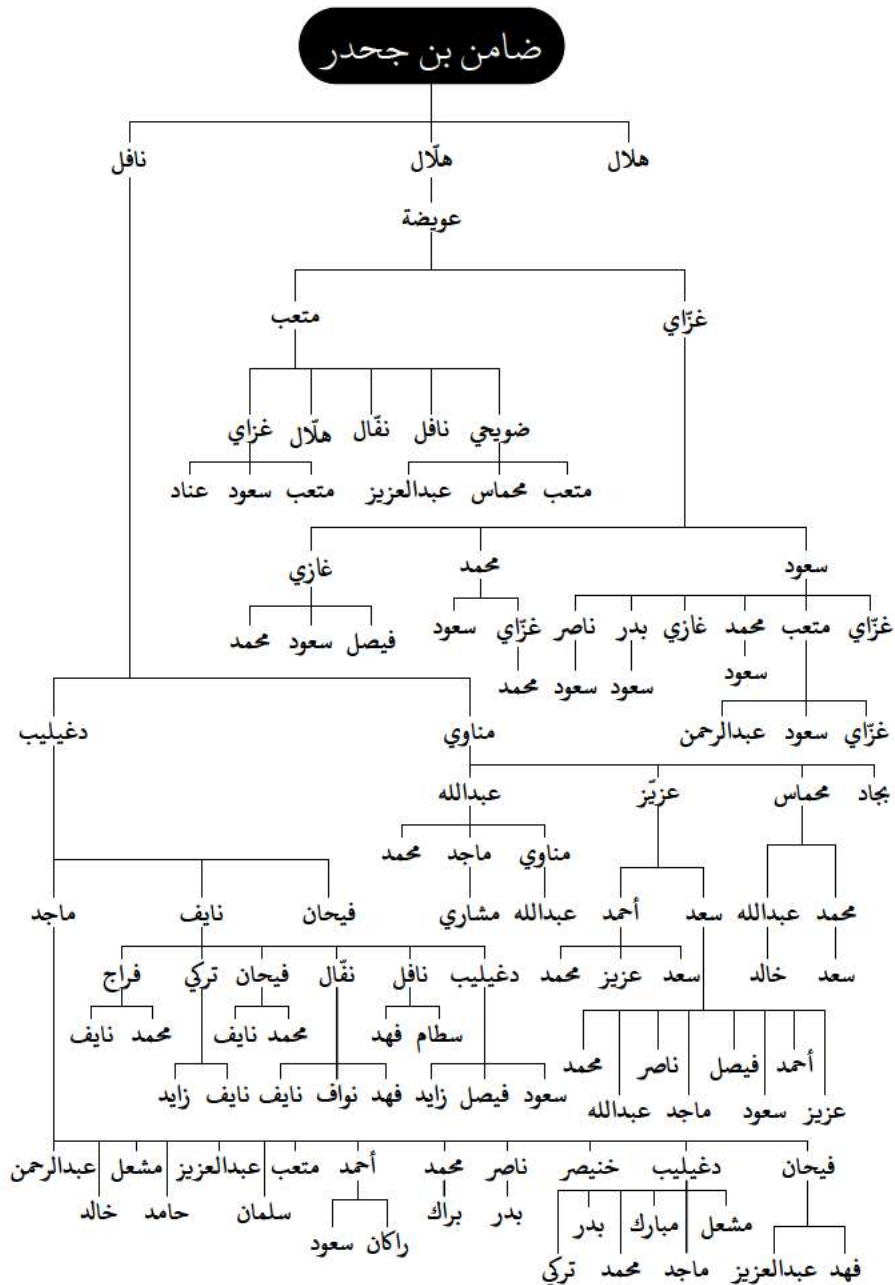 ضامن بن جحدر
هلال هلّال نافل
عويضة
غزّاي متعب
ضويحي نافل نفّال هلّال غزاي
متعب محماس عبدالعزيز متعب سعود عناد
سعود محمد غازي
غزّاي متعب محمد غازي بدر ناصر غزّاي سعود فيصل سعود محمد
سعود سعود سعود محمد
غزّاي سعود عبدالرحمن
مناوي دغيليب
بجاد محماس عزيّز عبدالله
مناوي ماجد محمد
محمد عبدالله سعد أحمد عبدالله مشاري فيحان نايف ماجد
سعد خالد سعد عزيز محمد
دغيليب نافل نفّال فيحان تركي فراج
سطام فهد محمد نايف محمد نايف
أحمد فيصل ناصر محمد
سعود فيصل زايد فهد نواف نايف نايف زايد
عزيز سعود ماجد عبدالله
فيحان دغيليب خنيصر ناصر محمد أحمد متعب عبدالعزيز مشعل عبدالرحمن
بدر براك سلمان حامد خالد
مشعل مبارك بدر
راكان سعود
فهد عبدالعزيز ماجد محمد تركي